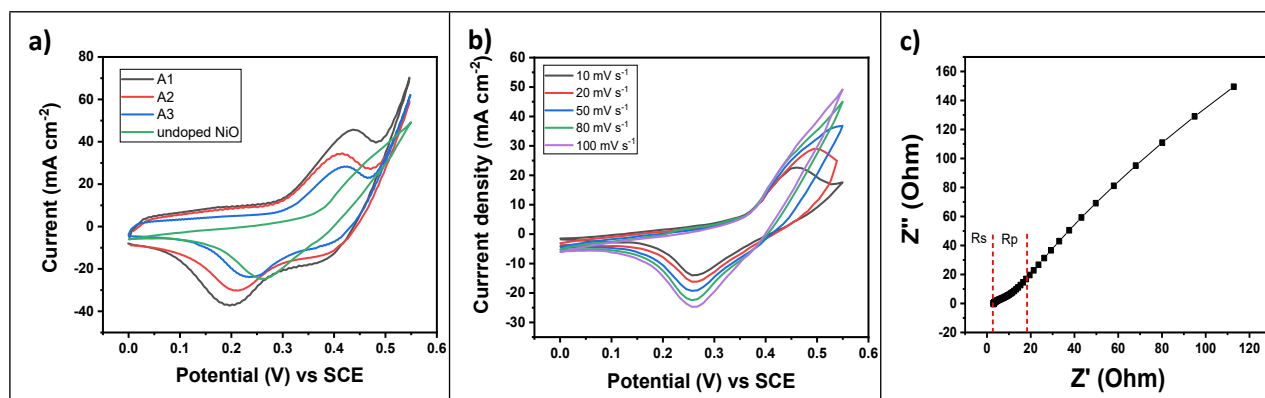 a)
80
60
40
20
0
-20
-40
Current (mA cm⁻²)
A1
A2
A3
undoped NiO
0.0 0.1 0.2 0.3 0.4 0.5 0.6
Potential (V) vs SCE
b)
60
50
40
30
20
10
0
-10
-20
-30
-35
Currrent density (mA cm⁻²)
10 mV s⁻¹
20 mV s⁻¹
50 mV s⁻¹
80 mV s⁻¹
100 mV s⁻¹
0.0 0.1 0.2 0.3 0.4 0.5 0.6
Potential (V) vs SCE
c)
160
140
120
100
80
60
40
20
0
-20
Z'' (Ohm)
Rs Rp
0 20 40 60 80 100 120
Z' (Ohm)